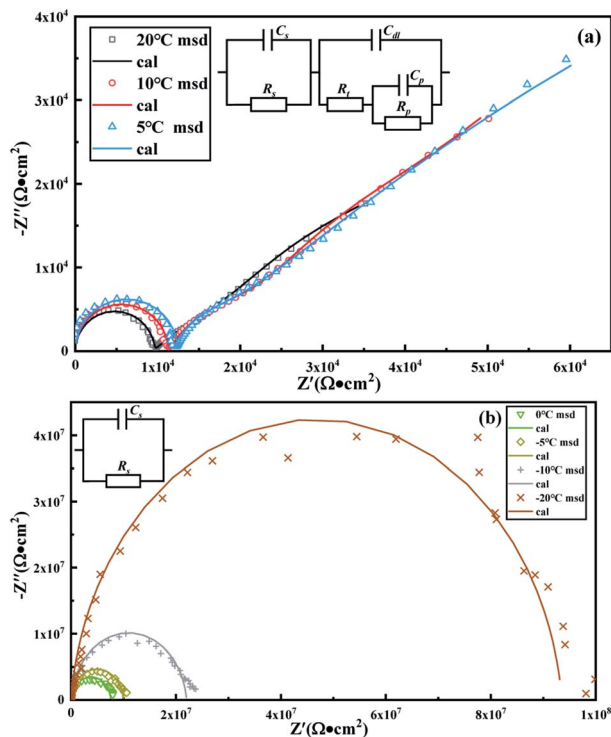 4x10⁴
3x10⁴
2x10⁴
1x10⁴
0
-Z''(Ω•cm²)
20℃ msd
cal
10℃ msd
cal
5℃ msd
cal
Cs
Rs
Cdl
Rt
Cp
Rp
(a)
0 1x10⁴ 2x10⁴ 3x10⁴ 4x10⁴ 5x10⁴ 6x10⁴
Z'(Ω•cm²)
4x10⁷
3x10⁷
2x10⁷
1x10⁷
0
-Z''(Ω•cm²)
Cs
Rs
(b)
0℃ msd
cal
-5℃ msd
cal
-10℃ msd
cal
-20℃ msd
cal
0 2x10⁷ 4x10⁷ 6x10⁷ 8x10⁷ 1x10⁸
Z'(Ω•cm²)